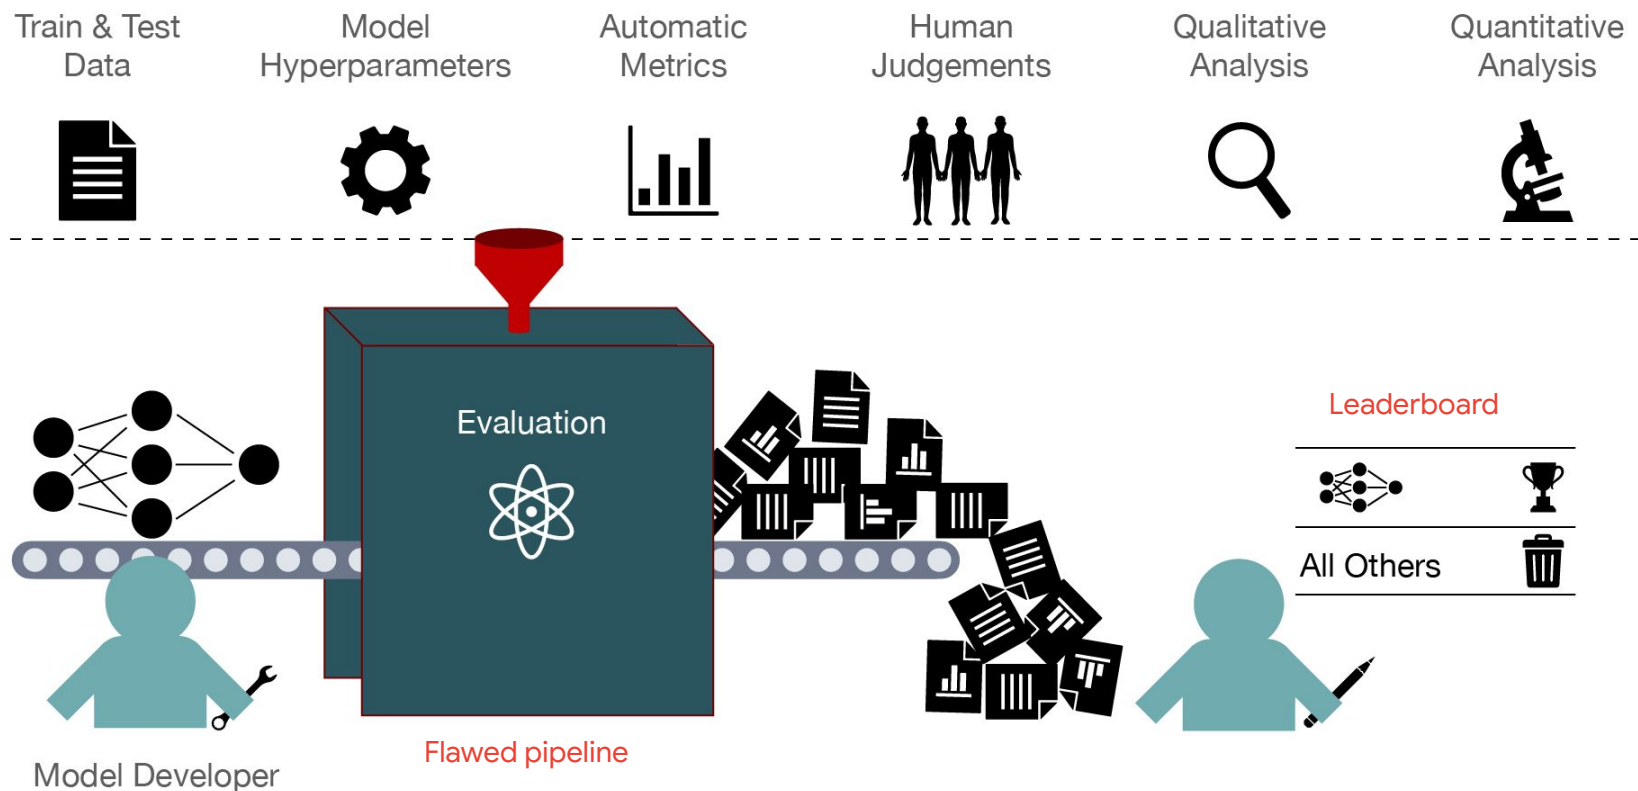 Train & Test
Data
Model
Hyperparameters
Automatic
Metrics
Human
Judgements
Qualitative
Analysis
Quantitative
Analysis
Evaluation
Leaderboard
All Others
Flawed pipeline
Model Developer